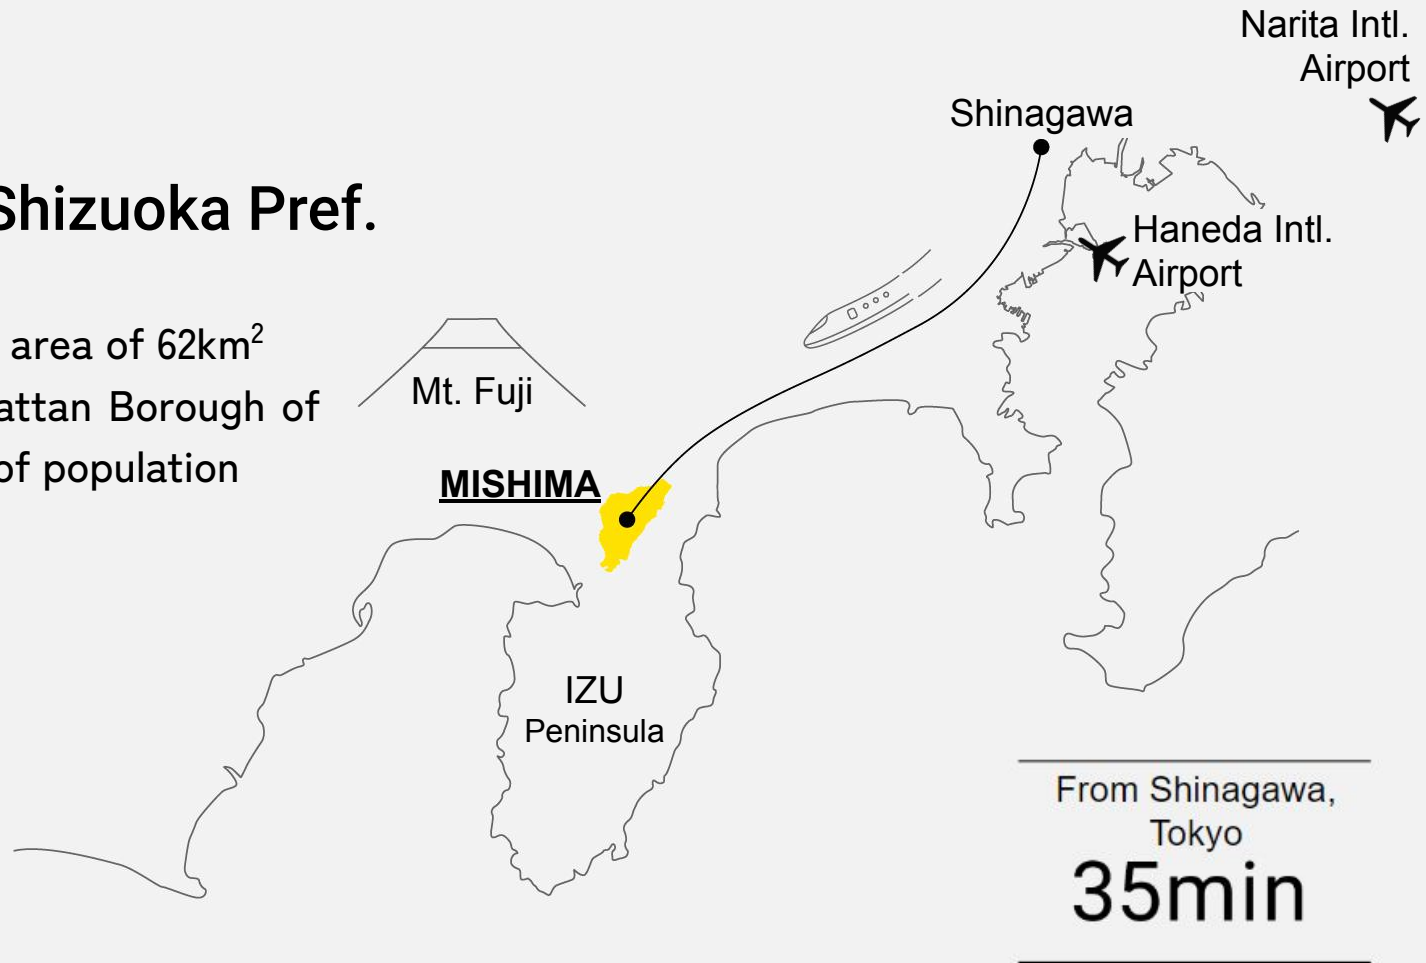 Narita Intl.
Airport
Shinagawa
Shizuoka Pref.
Haneda Intl.
Airport
area of 62km²
Mt. Fuji
attan Borough of
of population
MISHIMA
IZU
Peninsula
From Shinagawa,
Tokyo
35min